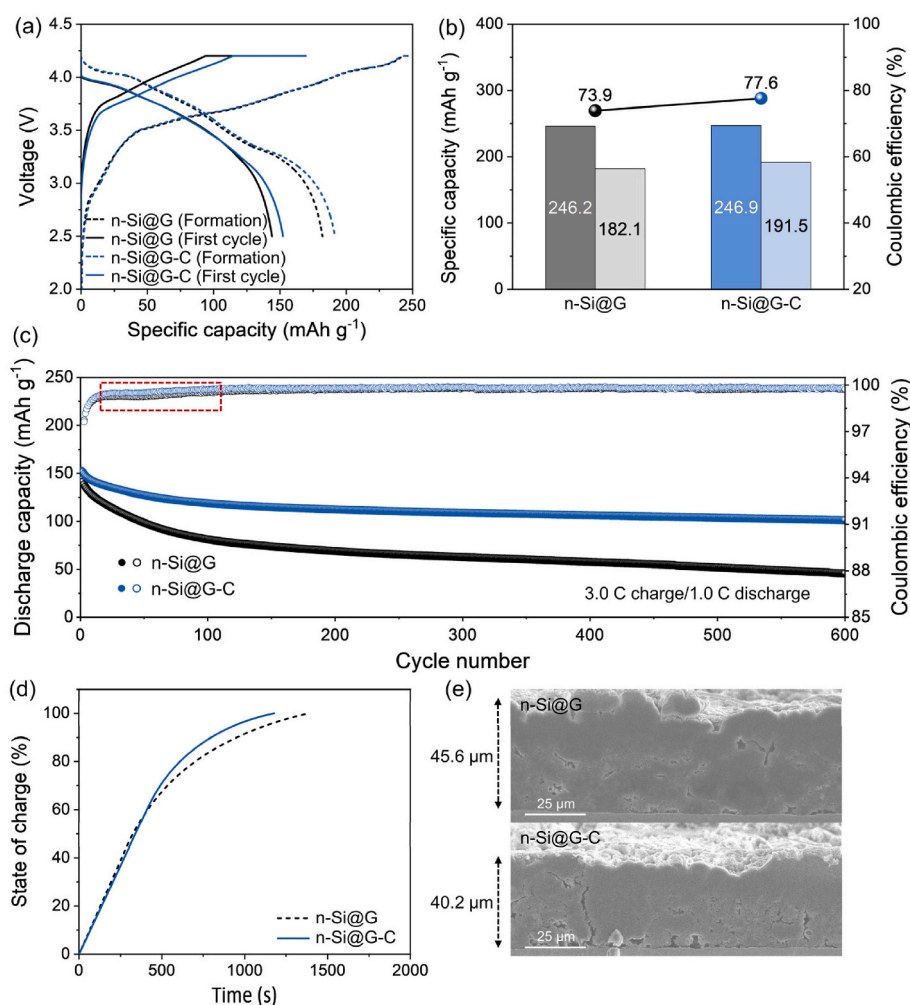 (a)
4.5
4.0
3.5
3.0
2.5
2.0
Voltage (V)
n-Si@G (Formation)
n-Si@G (First cycle)
n-Si@G-C (Formation)
n-Si@G-C (First cycle)
0 50 100 150 200 250
Specific capacity (mAh g⁻¹)
(b)
400
300
200
100
0
Specific capacity (mAh g⁻¹)
73.9
77.6
246.2
182.1
246.9
191.5
n-Si@G
n-Si@G-C
100
80
60
40
20
Coulombic efficiency (%)
(c)
250
200
150
100
50
0
Discharge capacity (mAh g⁻¹)
n-Si@G
n-Si@G-C
3.0 C charge/1.0 C discharge
100
97
94
91
88
85
Coulombic efficiency (%)
0 100 200 300 400 500 600
Cycle number
(d)
110
100
80
60
40
20
0
State of charge (%)
n-Si@G
n-Si@G-C
0 500 1000 1500 2000
Time (s)
(e)
n-Si@G
45.6 µm
25 µm
n-Si@G-C
40.2 µm
25 µm